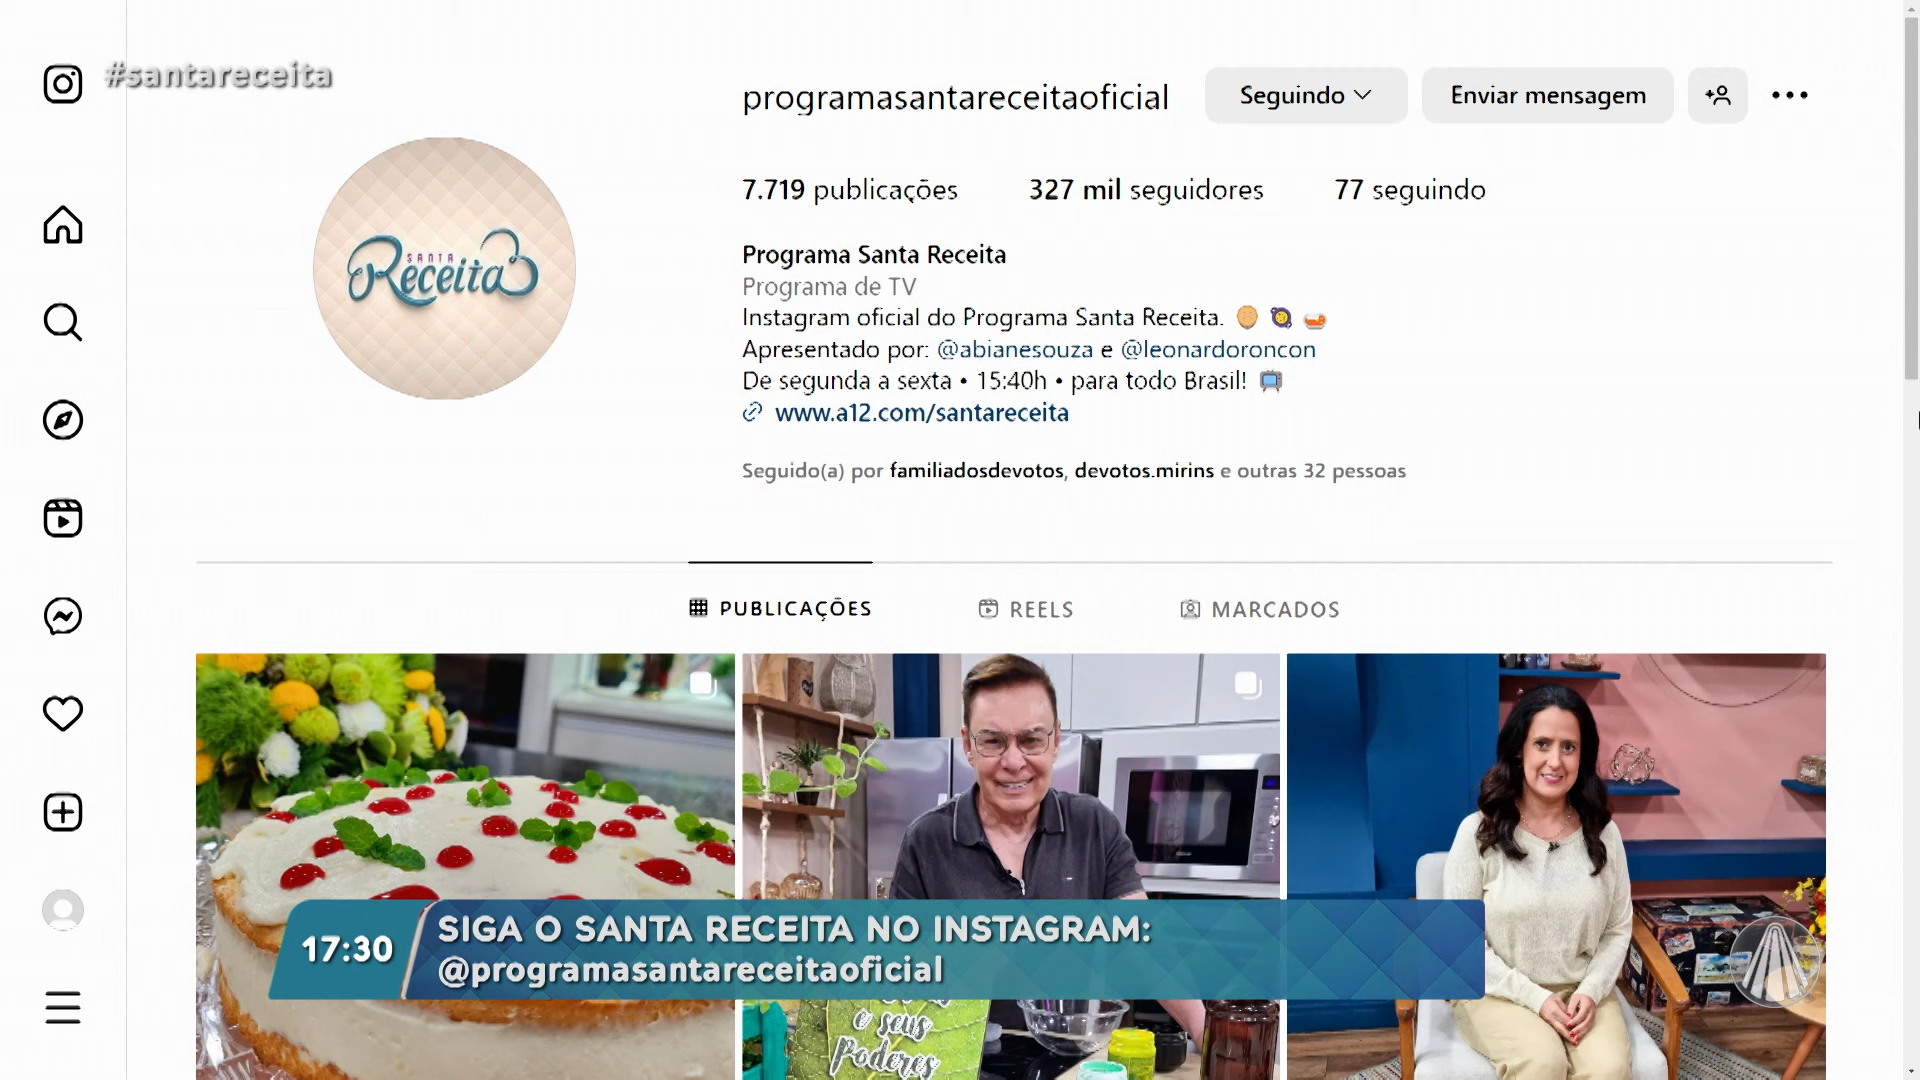 #santareceita
programasantareceitaoficial
Seguindo
Enviar mensagem
7.719 publicações
327 mil seguidores
77 seguindo
SANTA
Receita
Programa Santa Receita
Programa de TV
Instagram oficial do Programa Santa Receita.
Apresentado por: @abianesouza e @leonardoroncon
De segunda a sexta • 15:40h • para todo Brasil!
www.a12.com/santareceita
Seguido(a) por familiadosdevotos, devotos.mirins e outras 32 pessoas
PUBLICAÇÕES
REELS
MARCADOS
17:30
SIGA O SANTA RECEITA NO INSTAGRAM:
@programasantareceitaoficial
e seus
Poderes